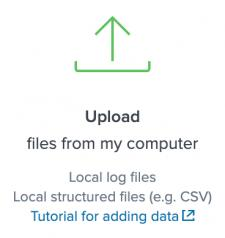 Upload
files from my computer
Local log files
Local structured files (e.g. CSV)
Tutorial for adding data